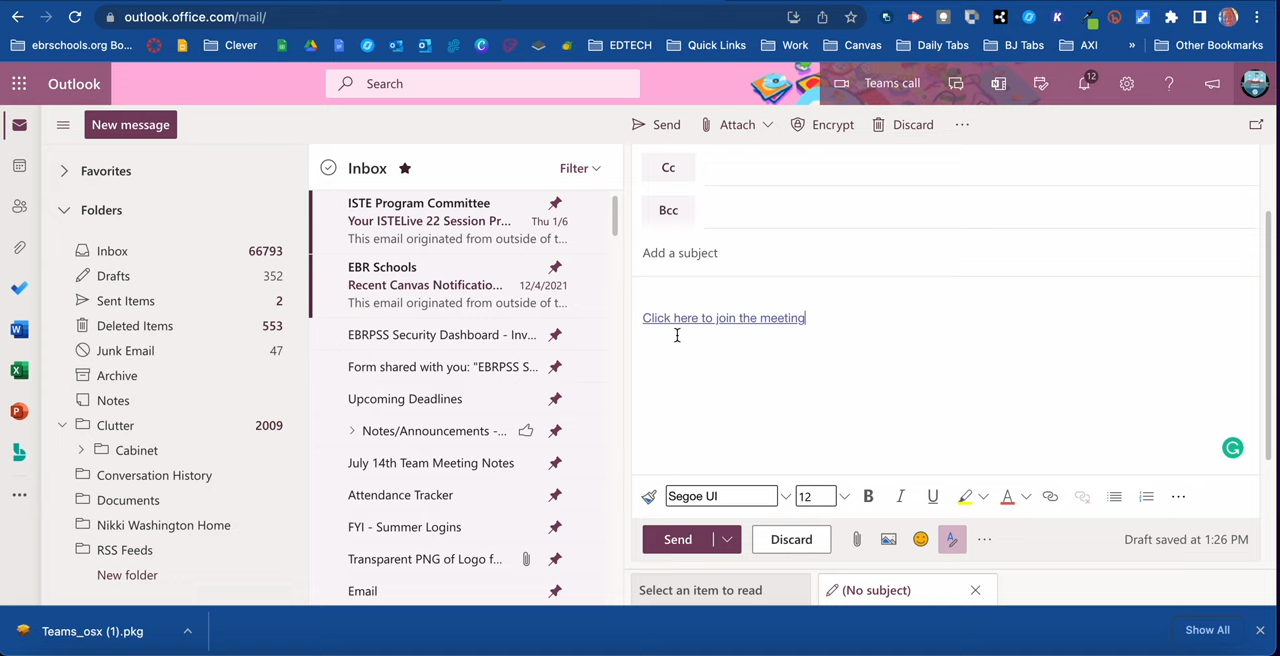 outlook.office.com/mail/
ebrschools.org Bo...
Clever
EDTECH
Quick Links
Work
Canvas
Daily Tabs
BJ Tabs
AXI
»
Other Bookmarks
Outlook
Search
Teams call
12
New message
Send
Attach
Encrypt
Discard
...
Favorites
Folders
Inbox 66793
Drafts 352
Sent Items 2
Deleted Items 553
Junk Email 47
Archive
Notes
Clutter 2009
Cabinet
Conversation History
Documents
Nikki Washington Home
RSS Feeds
New folder
Inbox
Filter
ISTE Program Committee
Your ISTELive 22 Session Pr... Thu 1/6
This email originated from outside of t...
EBR Schools
Recent Canvas Notificatio... 12/4/2021
This email originated from outside of t...
EBRPSS Security Dashboard - Inv...
Form shared with you: "EBRPSS S...
Upcoming Deadlines
Notes/Announcements -...
July 14th Team Meeting Notes
Attendance Tracker
FYI - Summer Logins
Transparent PNG of Logo f...
Email
Cc
Bcc
Add a subject
Click here to join the meeting
Segoe UI
12
B I U A
Send
Discard
Draft saved at 1:26 PM
Select an item to read
(No subject)
Teams_osx (1).pkg
Show All